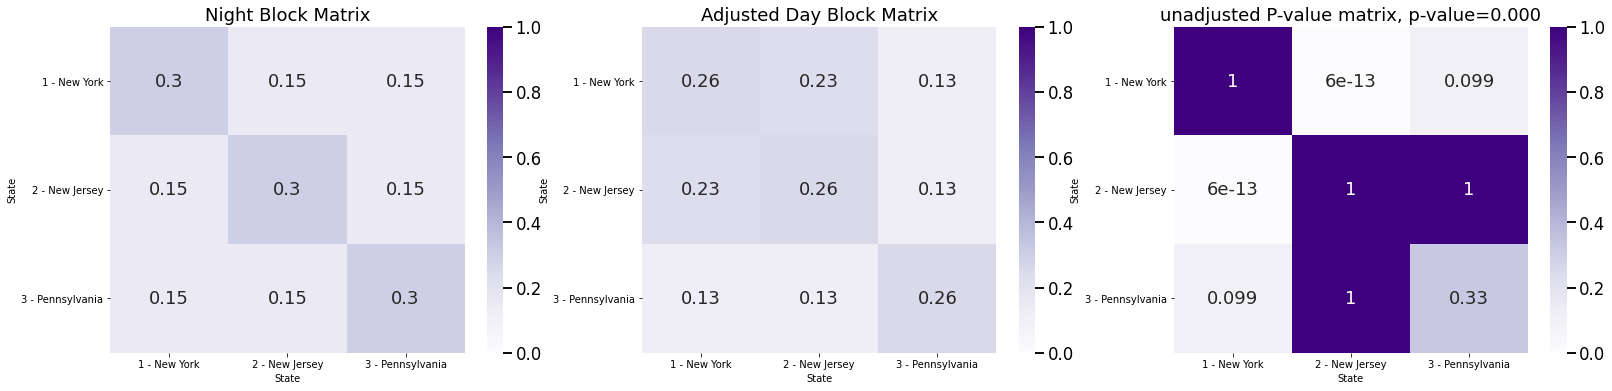 Night Block Matrix
1.0
0.8
0.6
0.4
0.2
0.0
1 - New York
0.3 0.15 0.15
2 - New Jersey
0.15 0.3 0.15
3 - Pennsylvania
0.15 0.15 0.3
State
1 - New York 2 - New Jersey 3 - Pennsylvania
State
Adjusted Day Block Matrix
1.0
0.8
0.6
0.4
0.2
0.0
1 - New York
0.26 0.23 0.13
2 - New Jersey
0.23 0.26 0.13
3 - Pennsylvania
0.13 0.13 0.26
State
1 - New York 2 - New Jersey 3 - Pennsylvania
State
unadjusted P-value matrix, p-value=0.000
1.0
0.8
0.6
0.4
0.2
0.0
1 - New York
1 6e-13 0.099
2 - New Jersey
6e-13 1 1
3 - Pennsylvania
0.099 1 0.33
State
1 - New York 2 - New Jersey 3 - Pennsylvania
State